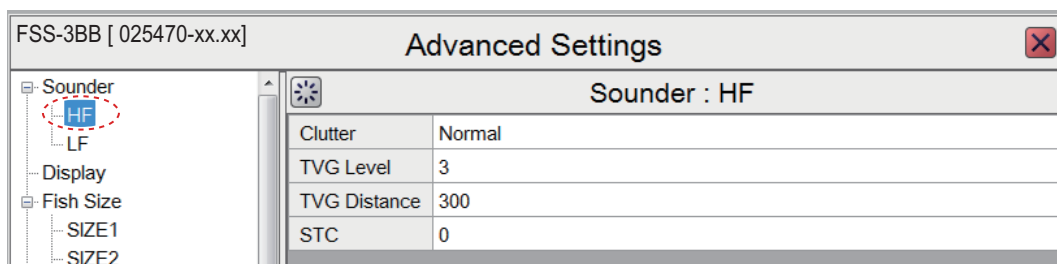 FSS-3BB [ 025470-xx.xx]
Advanced Settings
Sounder
HF
LF
Display
Fish Size
SIZE1
SIZE2
Sounder : HF
Clutter Normal
TVG Level 3
TVG Distance 300
STC 0